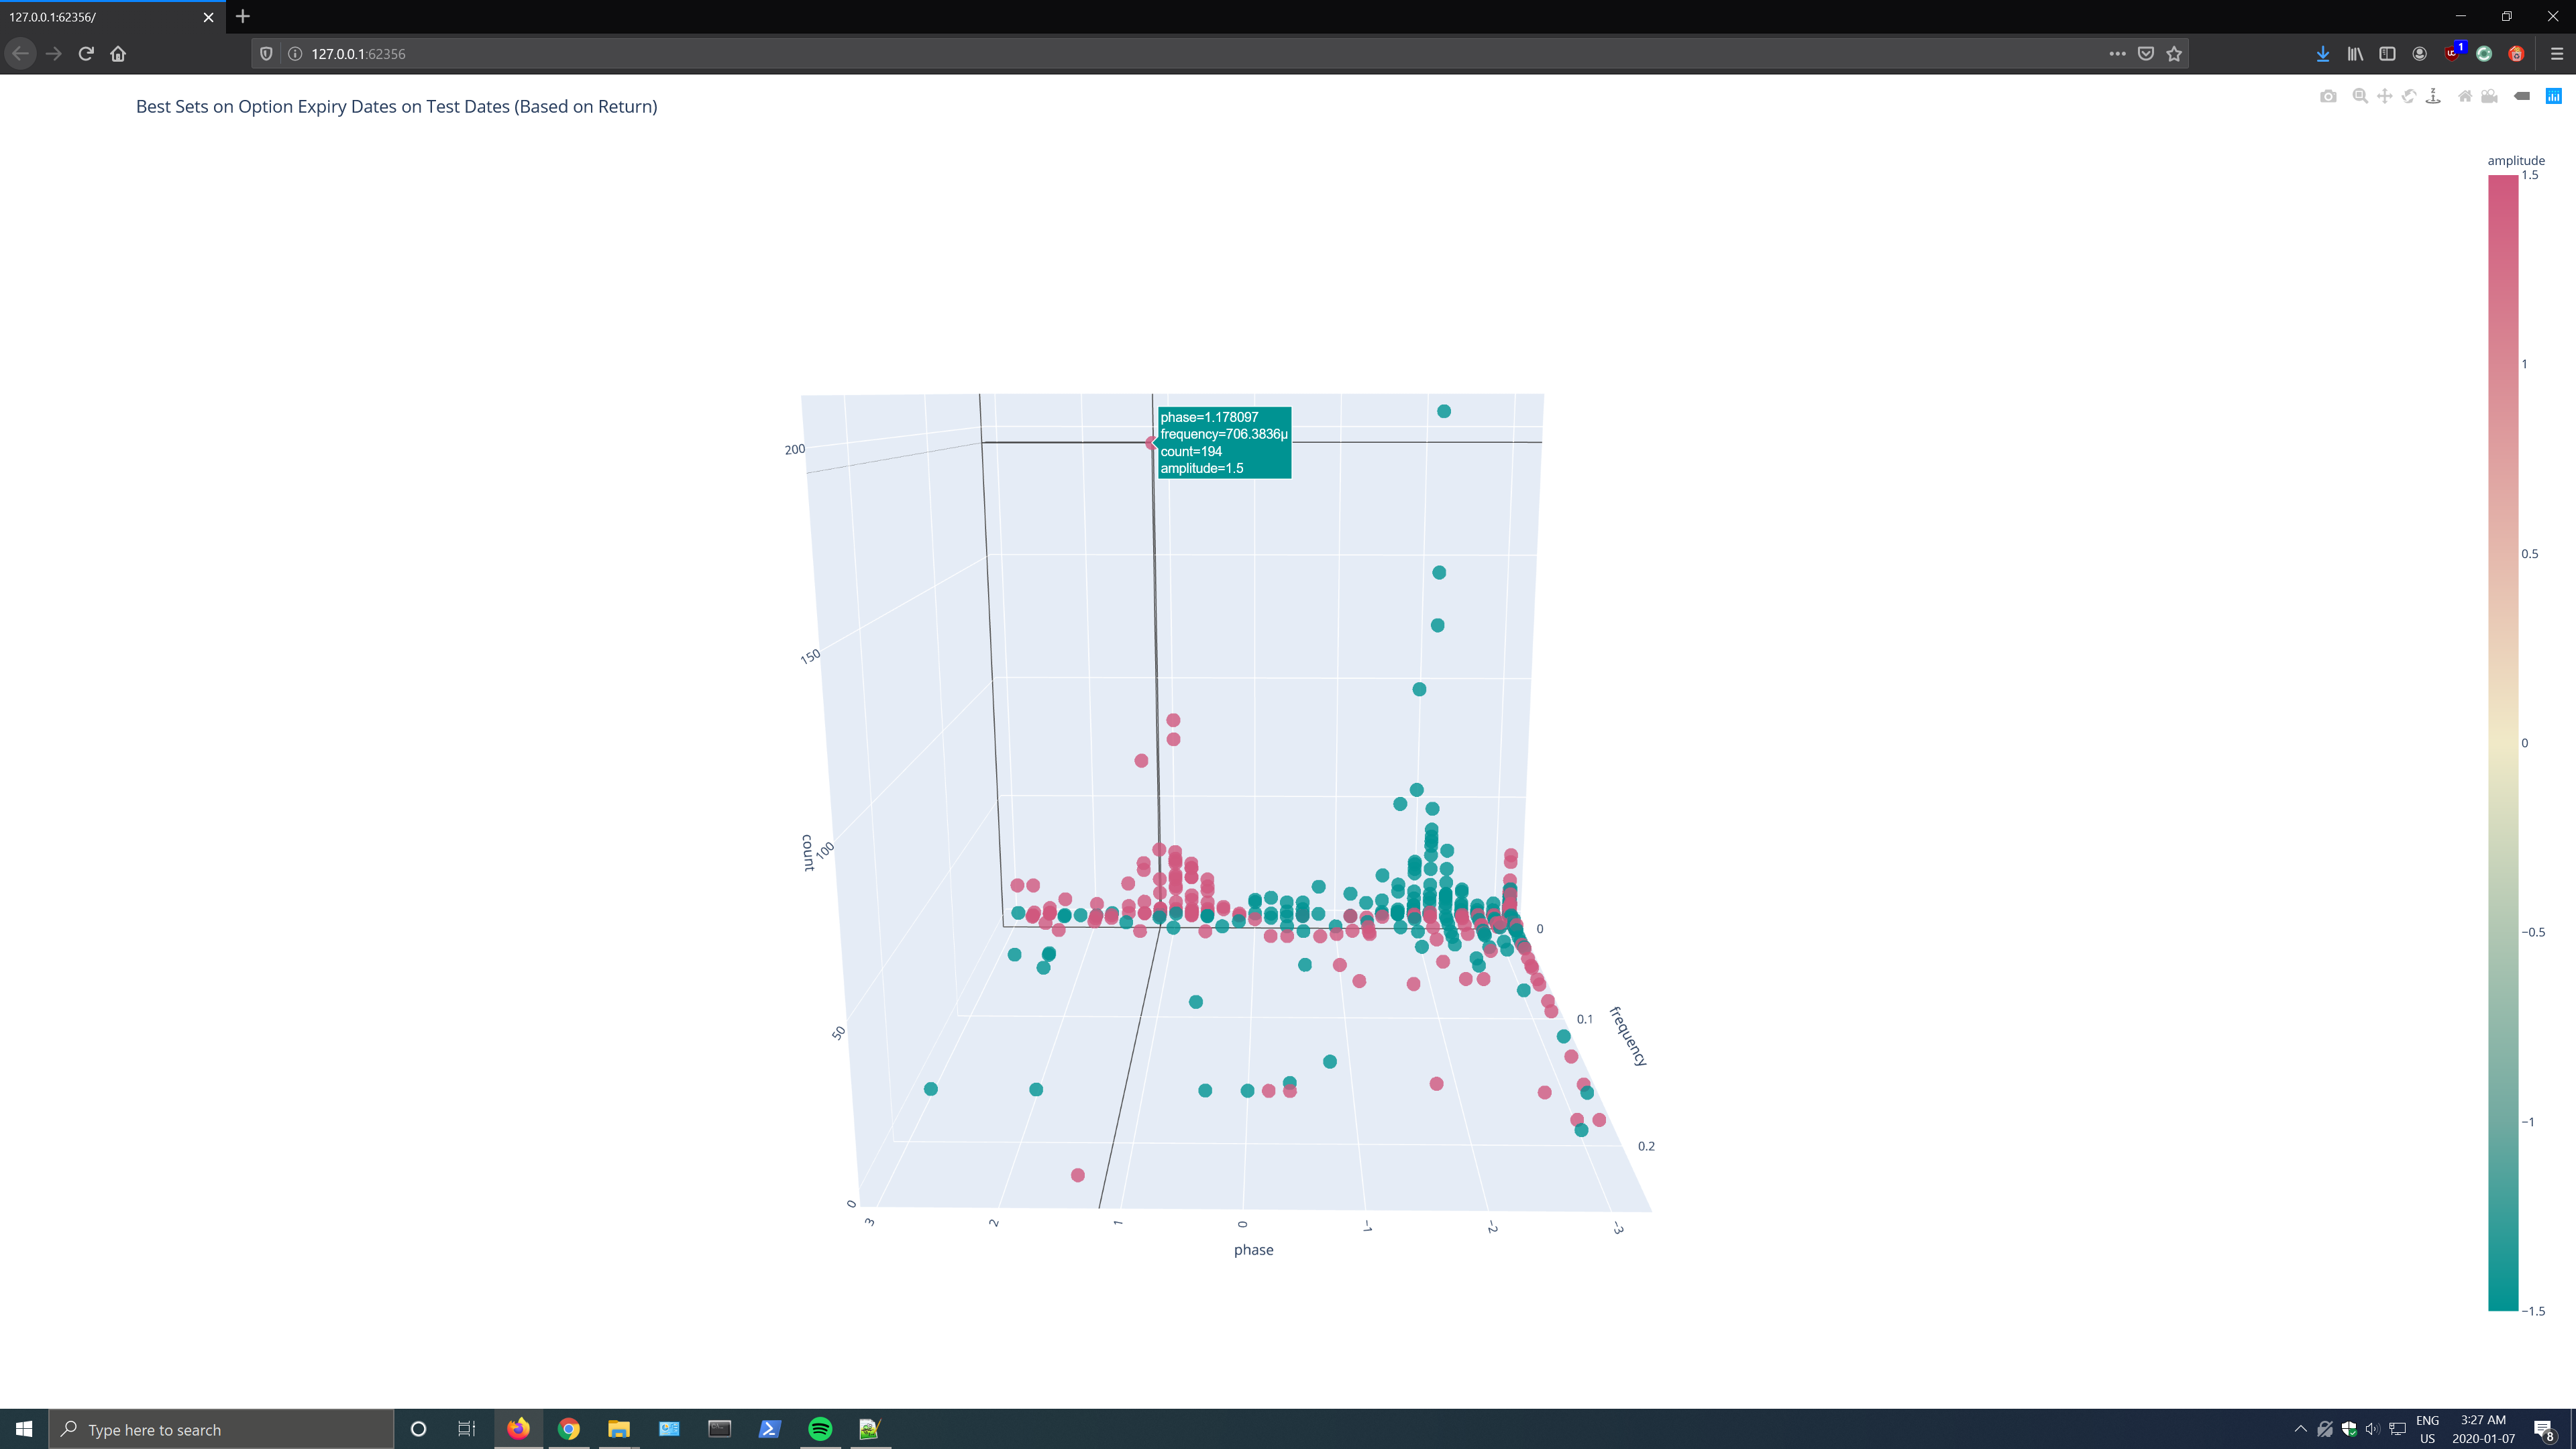 127.0.0.1:62356/
127.0.0.1:62356
1
Best Sets on Option Expiry Dates on Test Dates (Based on Return)
amplitude
1.5
1
0.5
0
−0.5
−1
−1.5
phase=1.178097
frequency=706.3836μ
count=194
amplitude=1.5
200
150
100
50
0
count
0
0.1
0.2
frequency
3
2
1
0
−1
−2
−3
phase
Type here to search
ENG
US
3:27 AM
2020-01-07
8